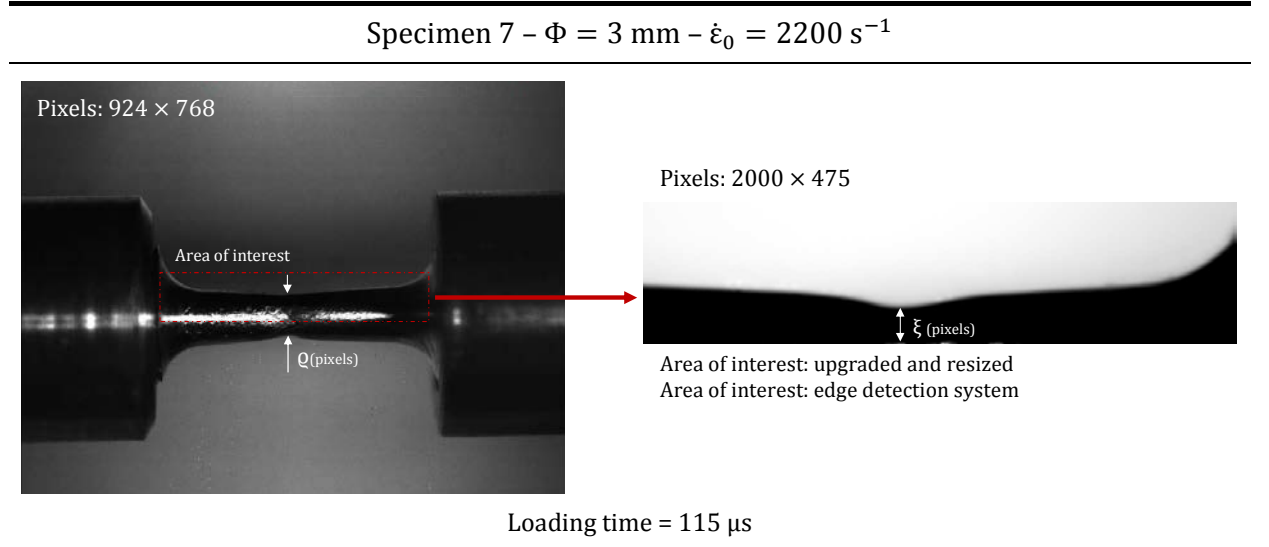 Specimen 7 – Φ = 3 mm – ε̇₀ = 2200 s⁻¹
Pixels: 924 × 768
Pixels: 2000 × 475
Area of interest
ξ (pixels)
ϱ(pixels)
Area of interest: upgraded and resized
Area of interest: edge detection system
Loading time = 115 μs